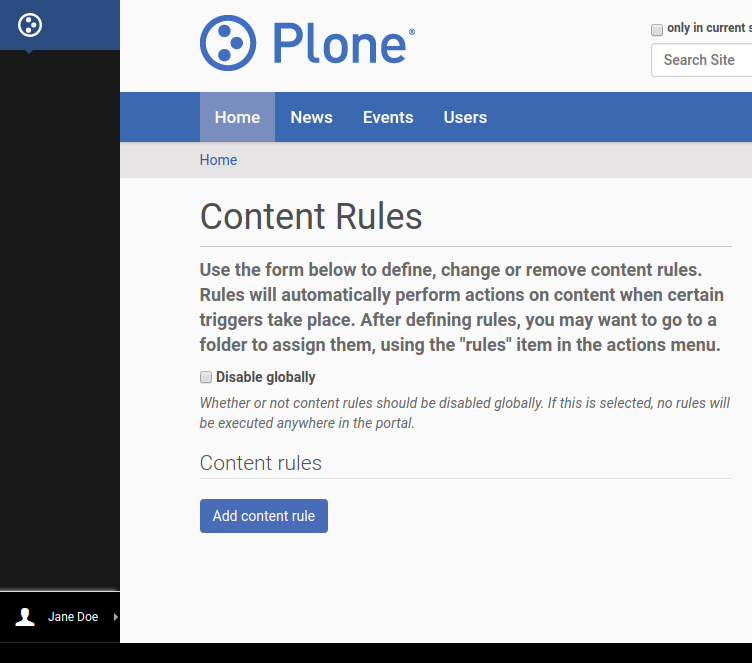 Plone®
only in current s
Search Site
Home News Events Users
Home
Content Rules
Use the form below to define, change or remove content rules.
Rules will automatically perform actions on content when certain
triggers take place. After defining rules, you may want to go to a
folder to assign them, using the "rules" item in the actions menu.
Disable globally
Whether or not content rules should be disabled globally. If this is selected, no rules will
be executed anywhere in the portal.
Content rules
Add content rule
Jane Doe